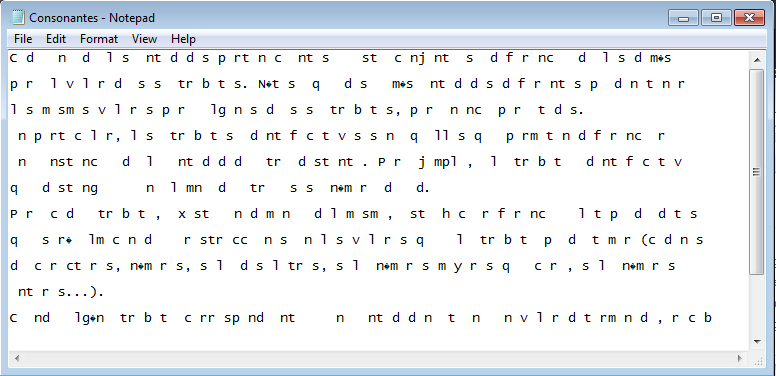 Consonantes - Notepad
File Edit Format View Help
C d   n  d  l s  nt d d s p r t n c  nt s    st  c nj nt  s  d f r nc   d  l s d m�s
p r  l v l r d  s s  tr b t s. N�t s  q   d s   m�s  nt d d s d f r nt s p  d n t n r
l s m sm s v l r s p r   lg n s d  s s  tr b t s, p r  n nc  p r  t d s.
 n p rt c l r, l s  tr b t s  d nt f c t v s s n  q  ll s q   p rm t n d f r nc  r
 n   nst nc   d  l   nt d d d   tr  d st nt . P r  j mpl ,  l  tr b t   d nt f c t v
q   d st ng      n  l mn  d   tr  s s  n�m r  d   d.
P r  c d   tr b t ,  x st   n d m n   d l m sm ,  st  h c  r f r nc    l t p  d  d t s
q   s r�  lm c n d    r str cc  n s  n l s v l r s q    l  tr b t  p  d  t m r (c d n s
d  c r ct r s, n�m r s, s l  d s l tr s, s l  n�m r s m y r s q   c r , s l  n�m r s
 nt r s...).
C  nd   lg�n  tr b t  c rr sp nd  nt     n   nt d d n  t n   n v l r d t rm n d , r c b